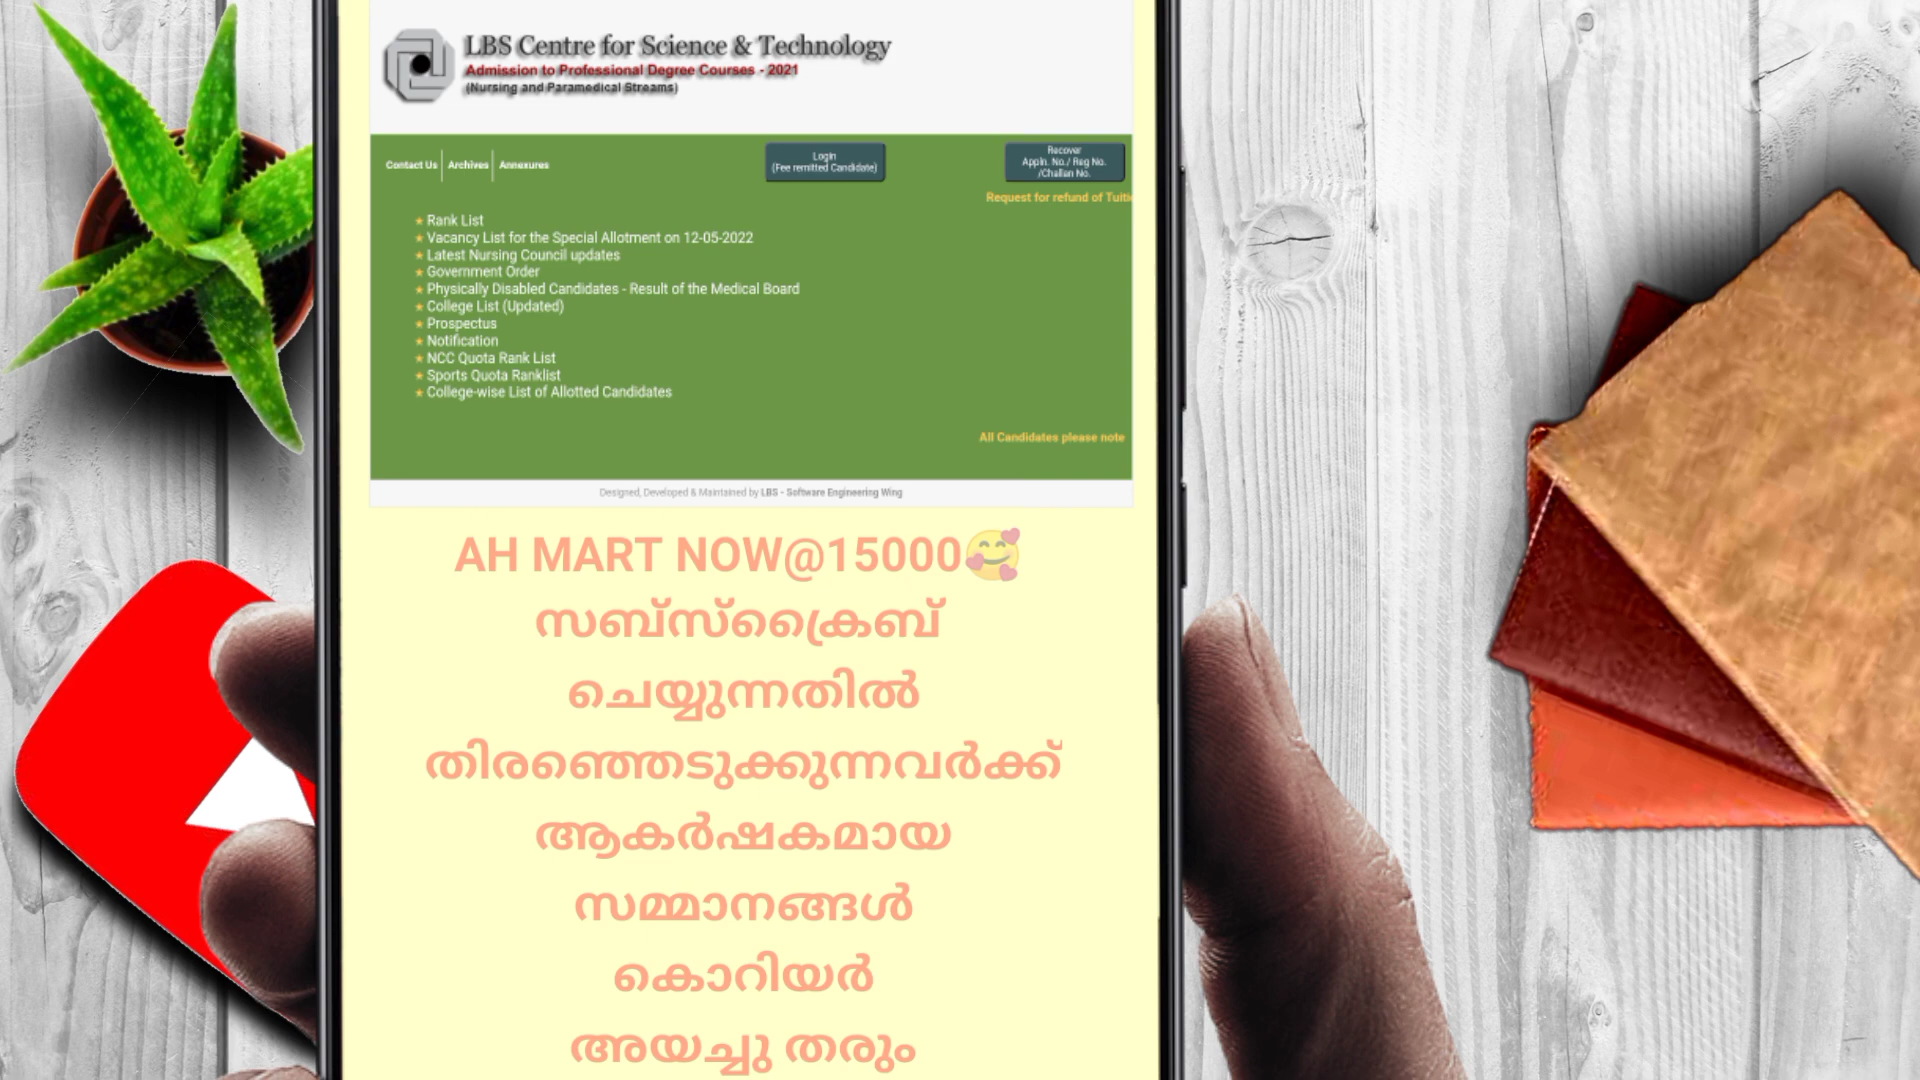 LBS Centre for Science & Technology
Admission to Professional Degree Courses - 2021
(Nursing and Paramedical Streams)
Contact Us Archives Annexures
Login
(Fee remitted Candidate)
Recover
Appln. No./ Reg No.
/Challan No.
Request for refund of
Rank List
Vacancy List for the Special Allotment on 12-05-2022
Latest Nursing Council updates
Government Order
Physically Disabled Candidates - Result of the Medical Board
College List (Updated)
Prospectus
Notification
NCC Quota Rank List
Sports Quota Ranklist
College-wise List of Allotted Candidates
All Candidates please note
Designed, Developed & Maintained by LBS - Software Engineering Wing
AH MART NOW@15000🥰
സബ്സ്ക്രൈബ്
ചെയ്യുന്നതിൽ
തിരഞ്ഞെടുക്കുന്നവർക്ക്
ആകർഷകമായ
സമ്മാനങ്ങൾ
കൊറിയർ
അയച്ചു തരും